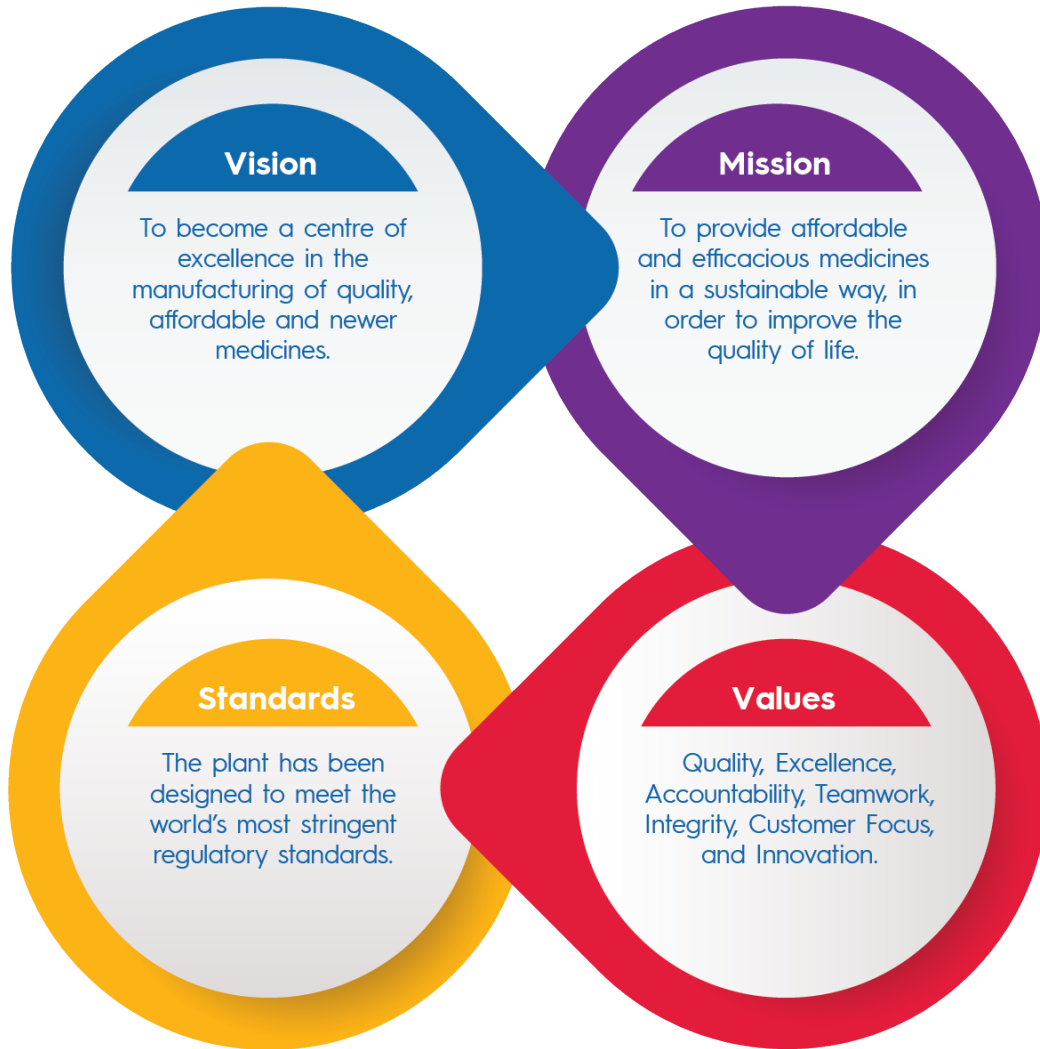 Vision
To become a centre of
excellence in the
manufacturing of quality,
affordable and newer
medicines.
Mission
To provide affordable
and efficacious medicines
in a sustainable way, in
order to improve the
quality of life.
Standards
The plant has been
designed to meet the
world's most stringent
regulatory standards.
Values
Quality, Excellence,
Accountability, Teamwork,
Integrity, Customer Focus,
and Innovation.